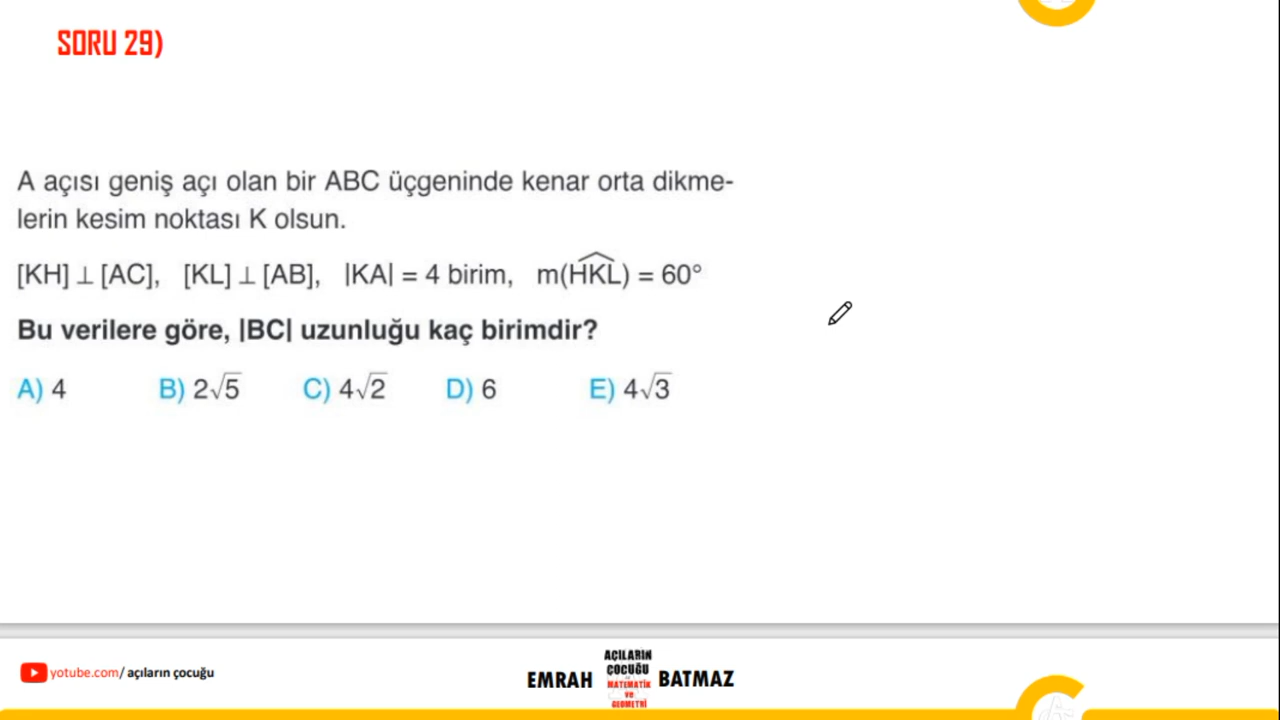 SORU 29)
A açısı geniş açı olan bir ABC üçgeninde kenar orta dikme-
lerin kesim noktası K olsun.
[KH] ⊥ [AC], [KL] ⊥ [AB], |KA| = 4 birim, m(HKL) = 60°
Bu verilere göre, |BC| uzunluğu kaç birimdir?
A) 4 B) 2√5 C) 4√2 D) 6 E) 4√3
yotube.com/ açıların çocuğu
EMRAH
AÇILARIN
ÇOCUĞU
MATEMATİK
ve
GEOMETRİ
BATMAZ